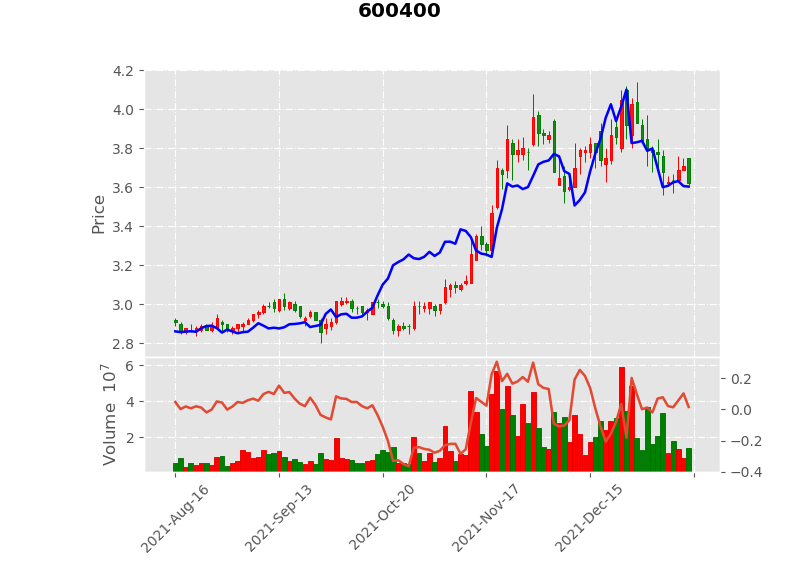 600400
4.2
4.0
3.8
3.6
3.4
3.2
3.0
2.8
Price
6
4
2
Volume 10^7
0.2
0.0
−0.2
−0.4
2021-Aug-16
2021-Sep-13
2021-Oct-20
2021-Nov-17
2021-Dec-15